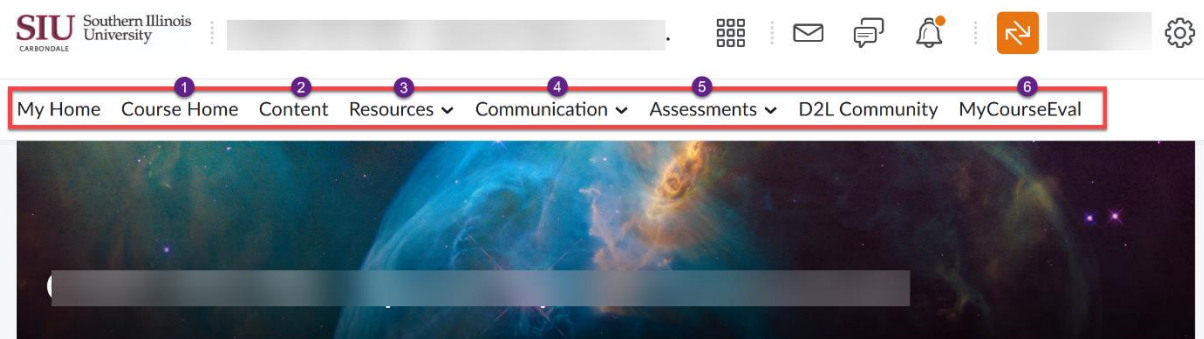 SIU Southern Illinois
University
CARBONDALE
1 2 3 4 5 6
My Home Course Home Content Resources Communication Assessments D2L Community MyCourseEval